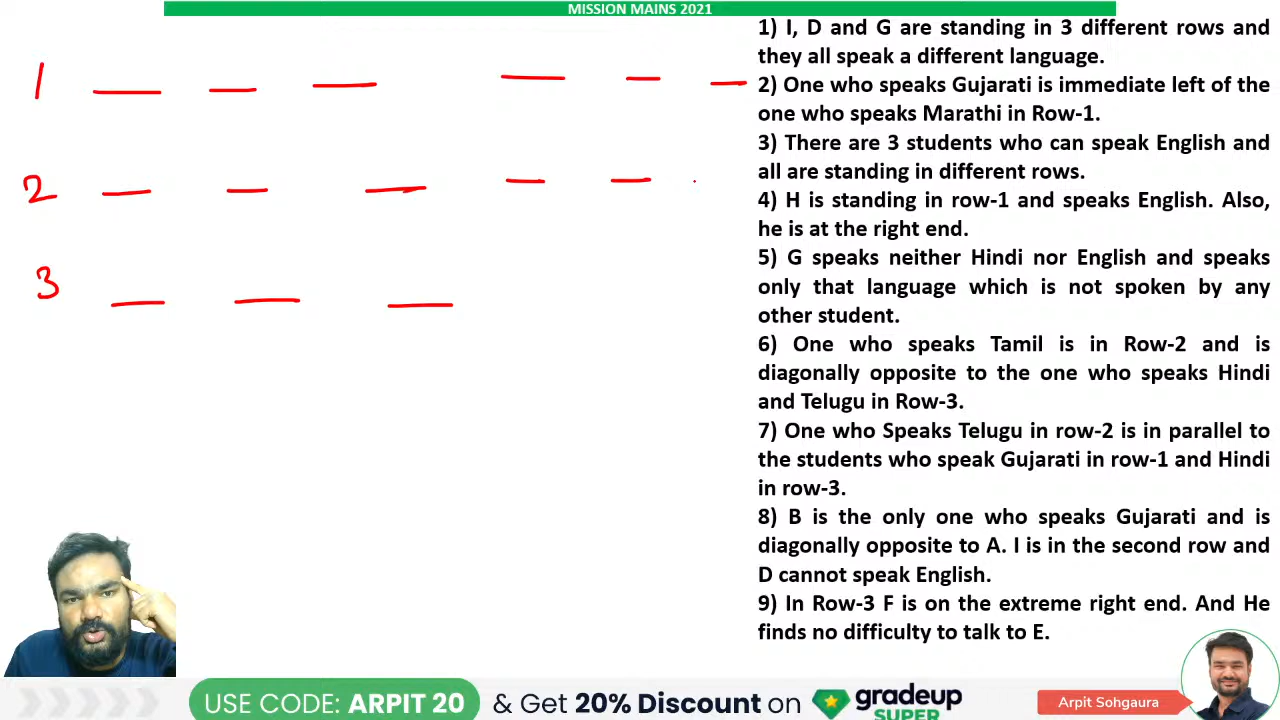 MISSION MAINS 2021
1) I, D and G are standing in 3 different rows and
they all speak a different language.
2) One who speaks Gujarati is immediate left of the
one who speaks Marathi in Row-1.
3) There are 3 students who can speak English and
all are standing in different rows.
4) H is standing in row-1 and speaks English. Also,
he is at the right end.
5) G speaks neither Hindi nor English and speaks
only that language which is not spoken by any
other student.
6) One who speaks Tamil is in Row-2 and is
diagonally opposite to the one who speaks Hindi
and Telugu in Row-3.
7) One who Speaks Telugu in row-2 is in parallel to
the students who speak Gujarati in row-1 and Hindi
in row-3.
8) B is the only one who speaks Gujarati and is
diagonally opposite to A. I is in the second row and
D cannot speak English.
9) In Row-3 F is on the extreme right end. And He
finds no difficulty to talk to E.
1
2
3
USE CODE: ARPIT 20 & Get 20% Discount on gradeup
SUPER
Arpit Sohgaura